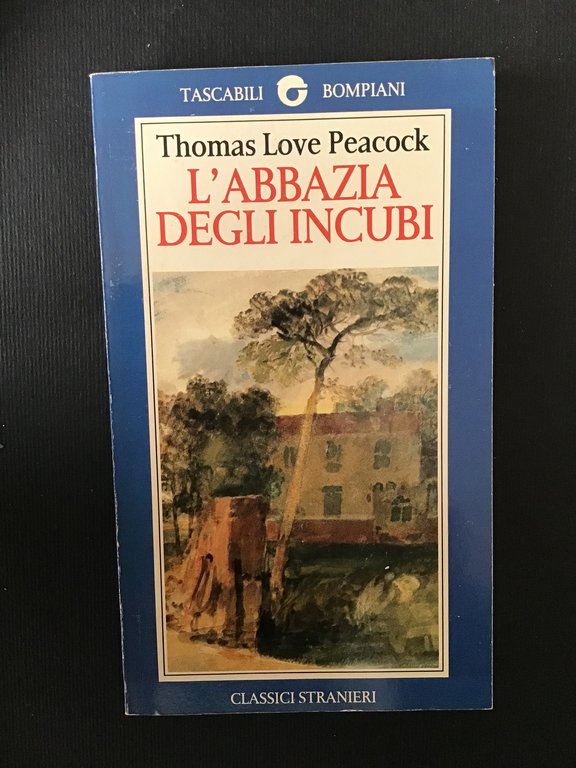 TASCABILI BOMPIANI
Thomas Love Peacock
L'ABBAZIA
DEGLI INCUBI
CLASSICI STRANIERI